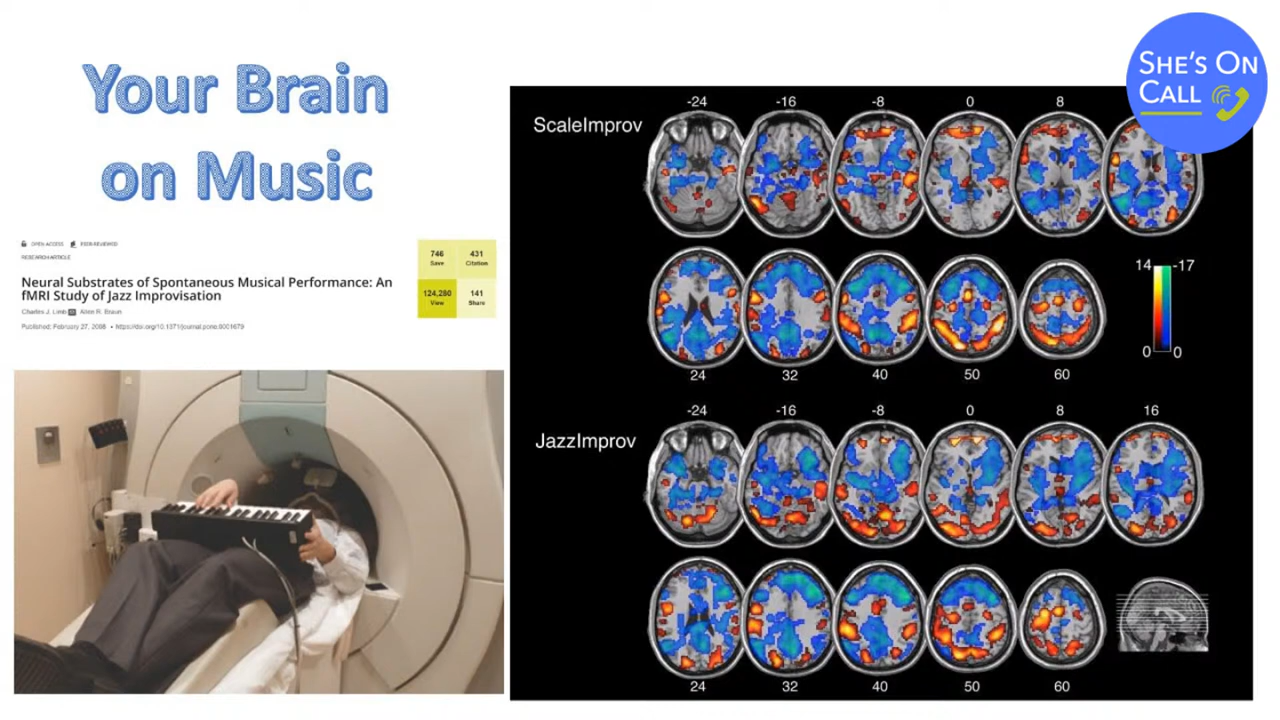 Your Brain
on Music
SHE'S ON
CALL
OPEN ACCESS PEER-REVIEWED
RESEARCH ARTICLE
Neural Substrates of Spontaneous Musical Performance: An
fMRI Study of Jazz Improvisation
Charles J. Limb Allen R. Braun
Published: February 27, 2008 • https://doi.org/10.1371/journal.pone.0001679
746
Save
431
Citation
124,280
View
141
Share
-24 -16 -8 0 8
ScaleImprov
14 -17
0 0
24 32 40 50 60
-24 -16 -8 0 8 16
JazzImprov
24 32 40 50 60